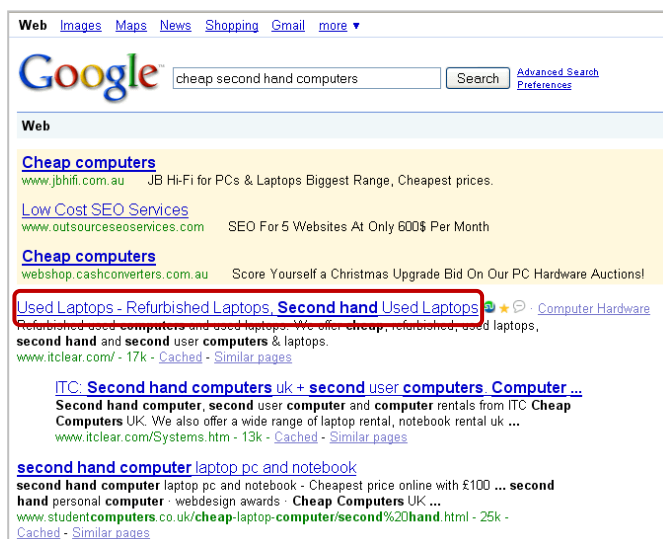 Web Images Maps News Shopping Gmail more ▼
Google™ cheap second hand computers Search Advanced Search
Preferences
Web
Cheap computers
www.jbhifi.com.au JB Hi-Fi for PCs & Laptops Biggest Range, Cheapest prices.
Low Cost SEO Services
www.outsourceseoservices.com SEO For 5 Websites At Only 600$ Per Month
Cheap computers
webshop.cashconverters.com.au Score Yourself a Christmas Upgrade Bid On Our PC Hardware Auctions!
Used Laptops - Refurbished Laptops, Second hand Used Laptops · Computer Hardware
Refurbished used computers and used laptops. We offer cheap, refurbished, used laptops,
second hand and second user computers & laptops.
www.itclear.com/ - 17k - Cached - Similar pages
ITC: Second hand computers uk + second user computers. Computer ...
Second hand computer, second user computer and computer rentals from ITC Cheap
Computers UK. We also offer a wide range of laptop rental, notebook rental uk ...
www.itclear.com/Systems.htm - 13k - Cached - Similar pages
second hand computer laptop pc and notebook
second hand computer laptop pc and notebook - Cheapest price online with £100 ... second
hand personal computer · webdesign awards · Cheap Computers UK ...
www.studentcomputers.co.uk/cheap-laptop-computer/second%20hand.html - 25k -
Cached - Similar pages